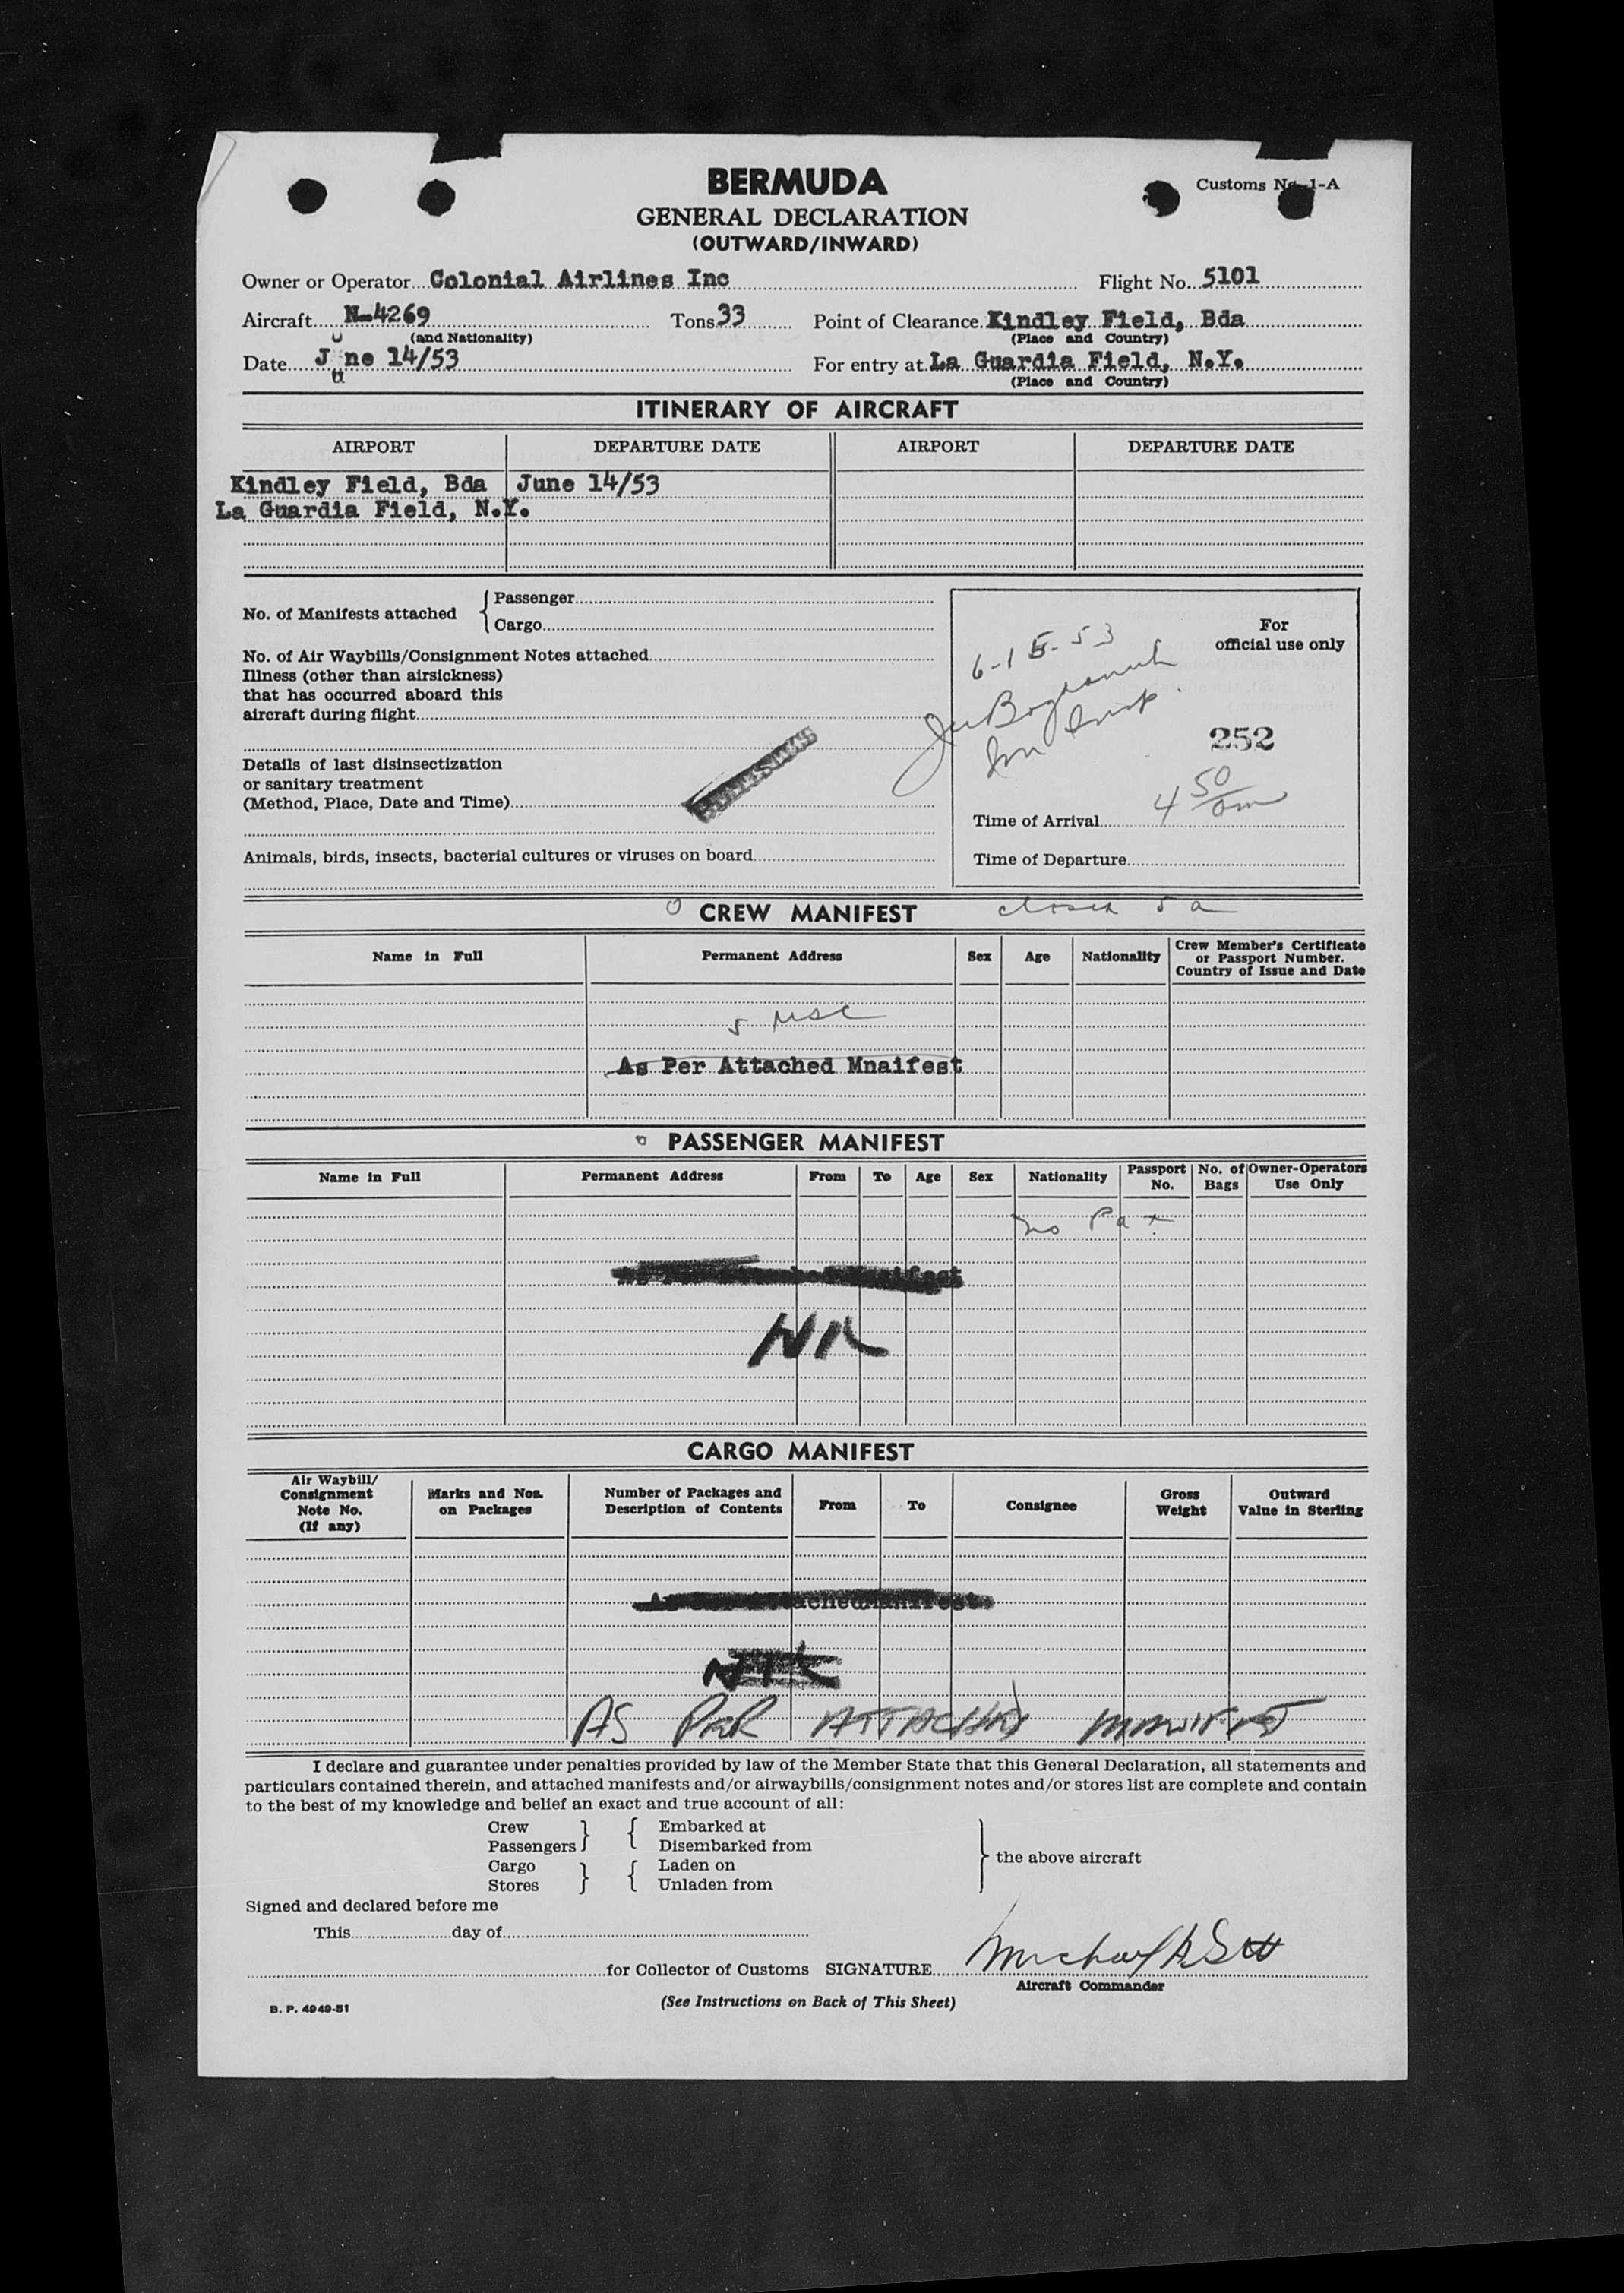 BERMUDA
Customs No. 1-A
GENERAL DECLARATION
(OUTWARD/INWARD)
Owner or Operator Colonial Airlines Inc Flight No. 5101
Aircraft N-4269 Tons 33 Point of Clearance Kindley Field, Bda
(and Nationality) (Place and Country)
Date June 14/53 For entry at La Guardia Field, N.Y.
(Place and Country)
ITINERARY OF AIRCRAFT
AIRPORT DEPARTURE DATE AIRPORT DEPARTURE DATE
Kindley Field, Bda June 14/53
La Guardia Field, N.Y.
No. of Manifests attached { Passenger
Cargo
No. of Air Waybills/Consignment Notes attached
Illness (other than airsickness)
that has occurred aboard this
aircraft during flight
Details of last disinsectization
or sanitary treatment
(Method, Place, Date and Time)
Animals, birds, insects, bacterial cultures or viruses on board
For
official use only
6-15-53
252
4 50
Time of Arrival
Time of Departure
CREW MANIFEST closed 5 a
Name in Full Permanent Address Sex Age Nationality Crew Member's Certificate
or Passport Number.
Country of Issue and Date
5 USC
As Per Attached Mnaifest
PASSENGER MANIFEST
Name in Full Permanent Address From To Age Sex Nationality Passport No. No. of Bags Owner-Operators Use Only
No Pax
CARGO MANIFEST
Air Waybill/
Consignment
Note No.
(If any)
Marks and Nos.
on Packages
Number of Packages and
Description of Contents
From To Consignee
Gross
Weight
Outward
Value in Sterling
AS PER ATTACHED MANIFEST
I declare and guarantee under penalties provided by law of the Member State that this General Declaration, all statements and
particulars contained therein, and attached manifests and/or airwaybills/consignment notes and/or stores list are complete and contain
to the best of my knowledge and belief an exact and true account of all:
Crew Embarked at
Passengers Disembarked from
Cargo Laden on
Stores Unladen from
the above aircraft
Signed and declared before me
This day of
for Collector of Customs SIGNATURE
Aircraft Commander
B. P. 4949-51
(See Instructions on Back of This Sheet)